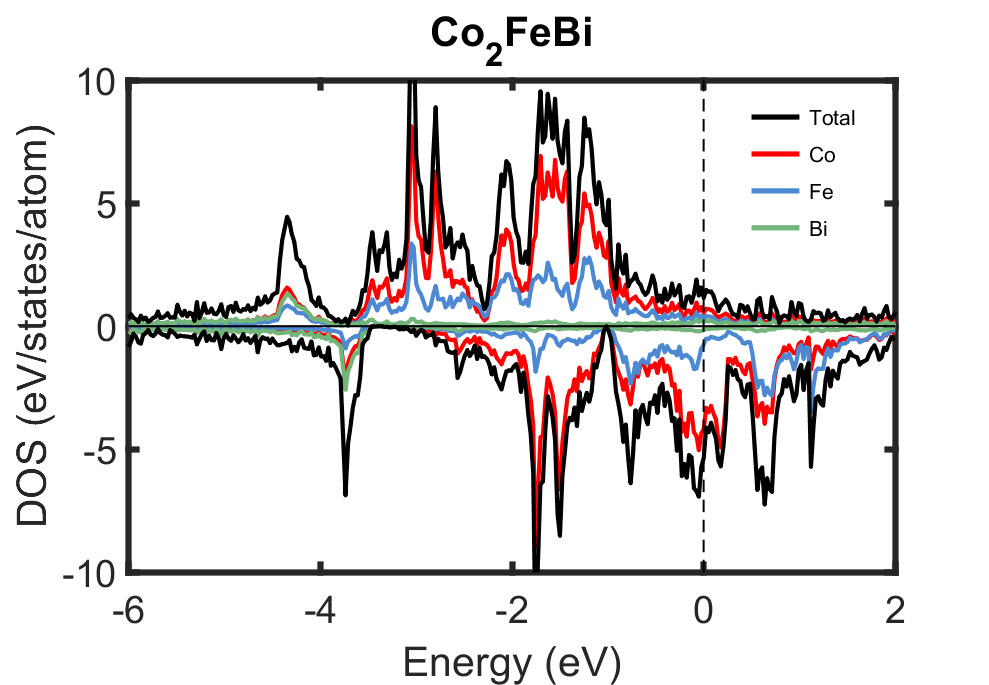 Co2FeBi
DOS (eV/states/atom)
10
5
0
-5
-10
Total
Co
Fe
Bi
-6
-4
-2
0
2
Energy (eV)